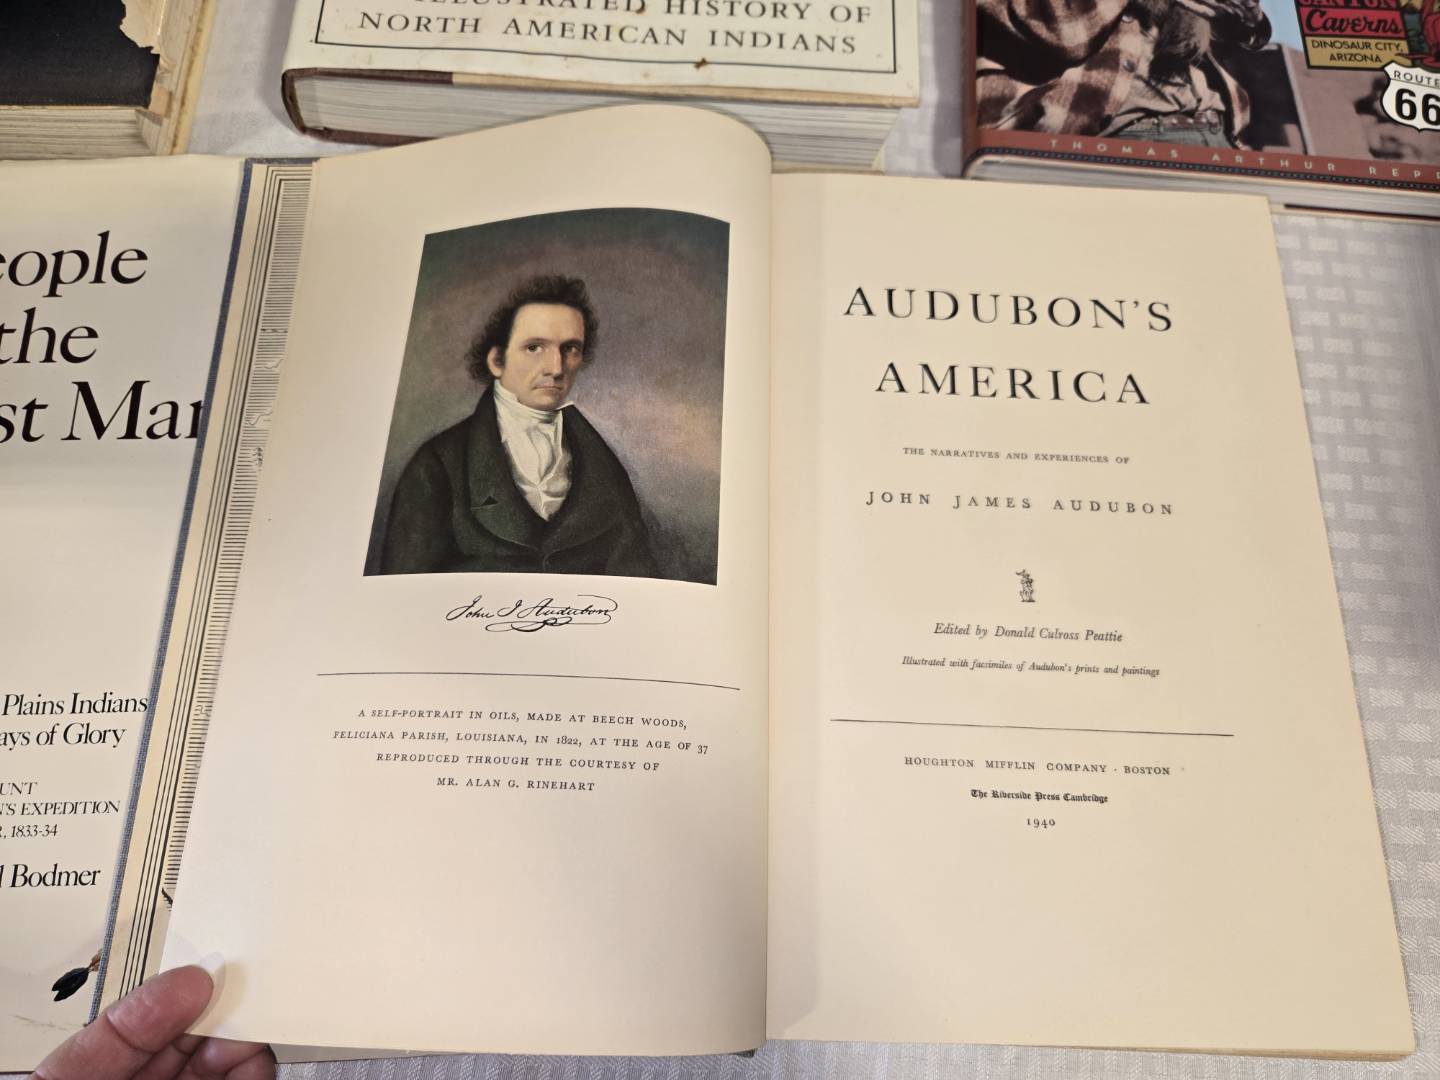 ILLUSTRATED HISTORY OF
NORTH AMERICAN INDIANS
Caverns
DINOSAUR CITY,
ARIZONA
ROUTE
66
THOMAS ARTHUR REPP
eople
the
st Man
Plains Indians
ays of Glory
UNT
N'S EXPEDITION
R, 1833-34
l Bodmer
John J Audubon
A SELF-PORTRAIT IN OILS, MADE AT BEECH WOODS,
FELICIANA PARISH, LOUISIANA, IN 1822, AT THE AGE OF 37
REPRODUCED THROUGH THE COURTESY OF
MR. ALAN G. RINEHART
AUDUBON'S
AMERICA
THE NARRATIVES AND EXPERIENCES OF
JOHN JAMES AUDUBON
Edited by Donald Culross Peattie
Illustrated with facsimiles of Audubon's prints and paintings
HOUGHTON MIFFLIN COMPANY · BOSTON
The Riverside Press Cambridge
1940